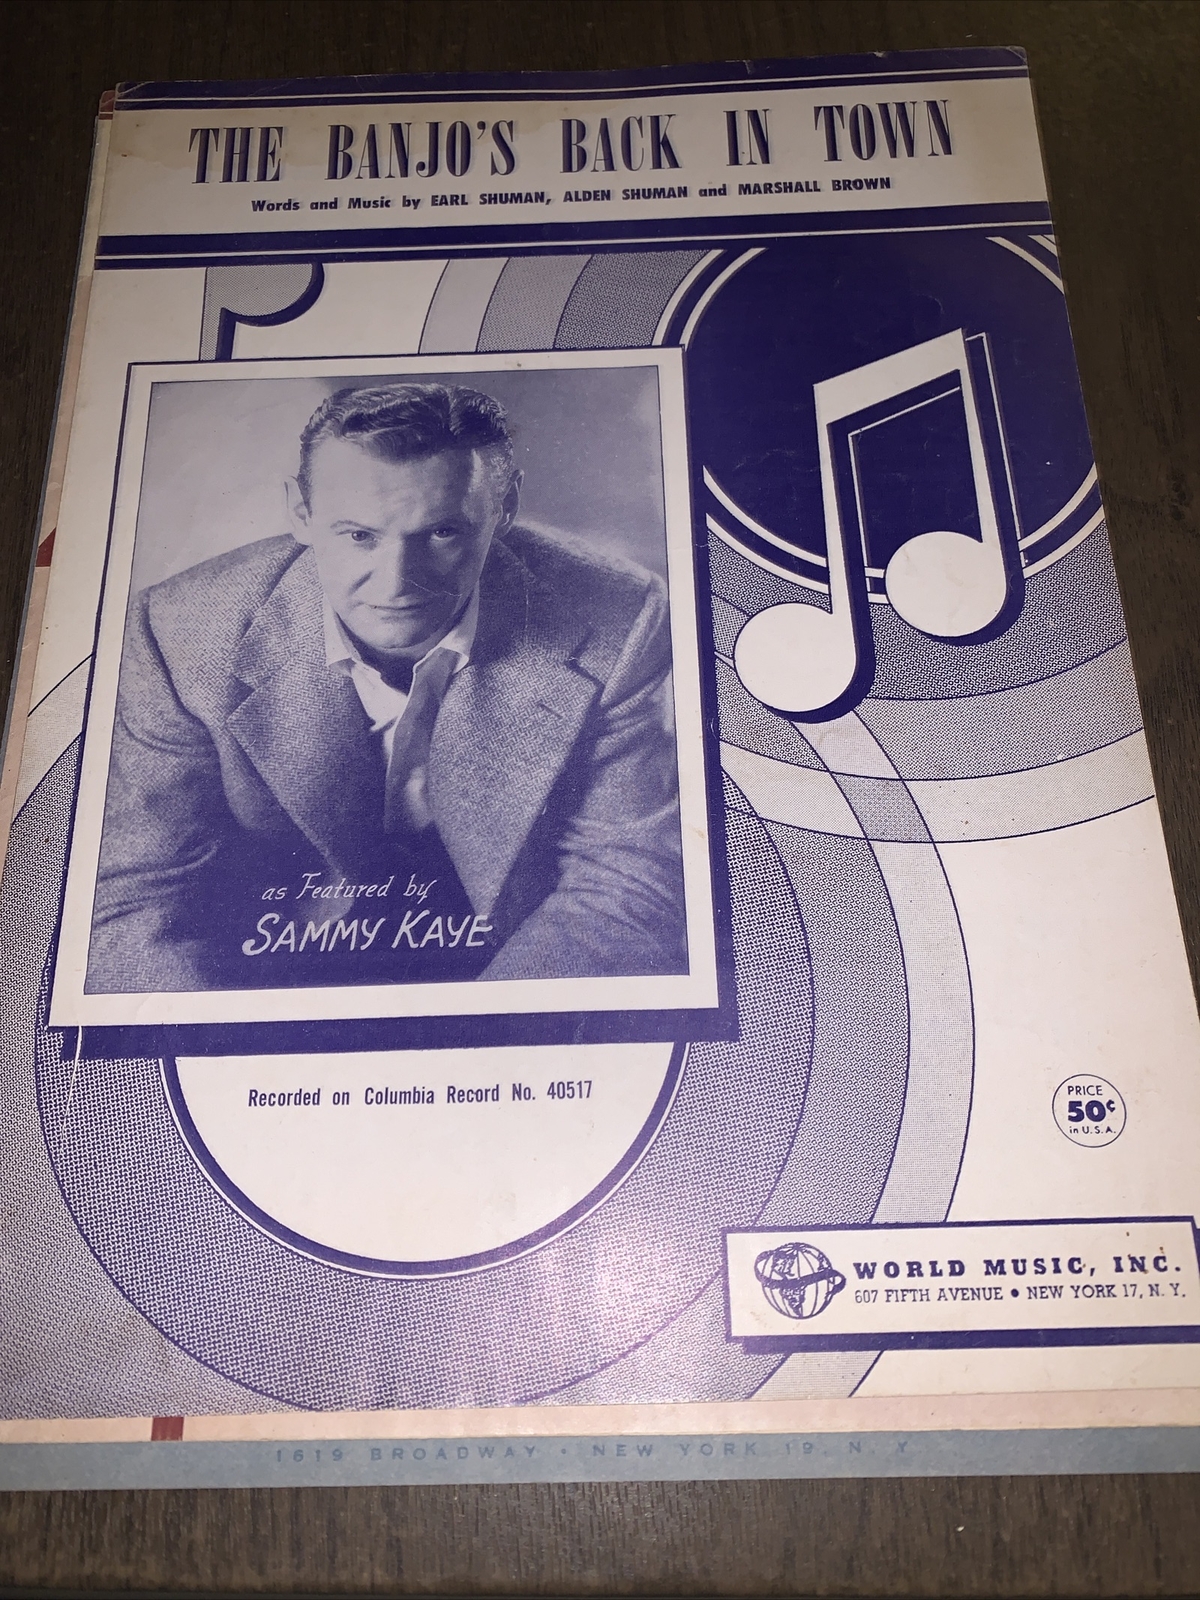 THE BANJO'S BACK IN TOWN
Words and Music by EARL SHUMAN, ALDEN SHUMAN and MARSHALL BROWN
as Featured by
SAMMY KAYE
Recorded on Columbia Record No. 40517
PRICE
50¢
in U.S.A.
WORLD MUSIC, INC.
607 FIFTH AVENUE • NEW YORK 17, N. Y.
1619 BROADWAY • NEW YORK 19, N. Y.